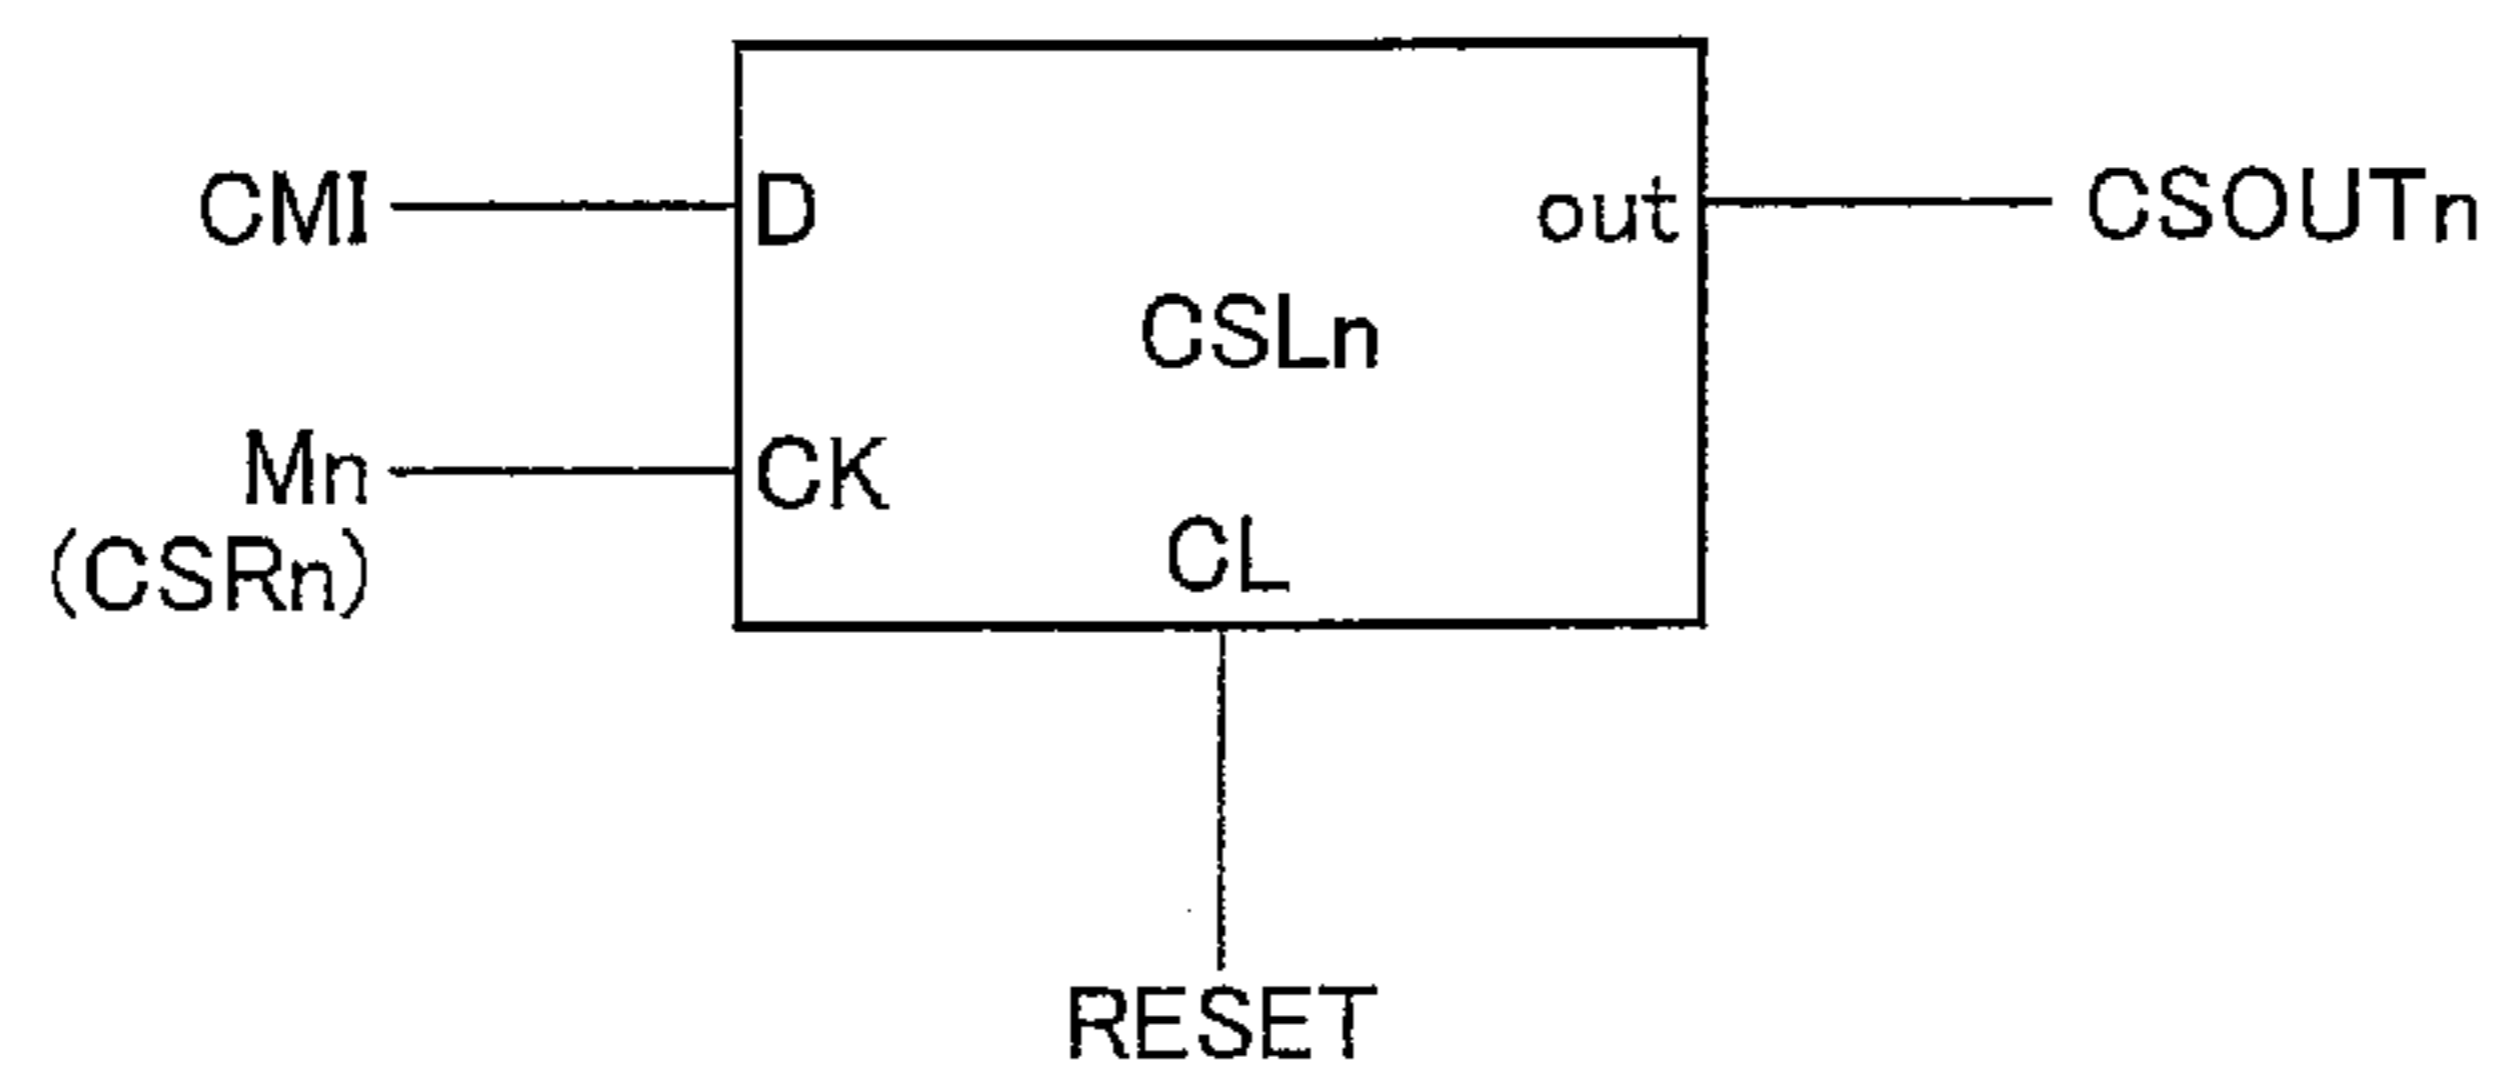 CMI
D
out
CSOUTn
CSLn
Mn
CK
(CSRn)
CL
RESET